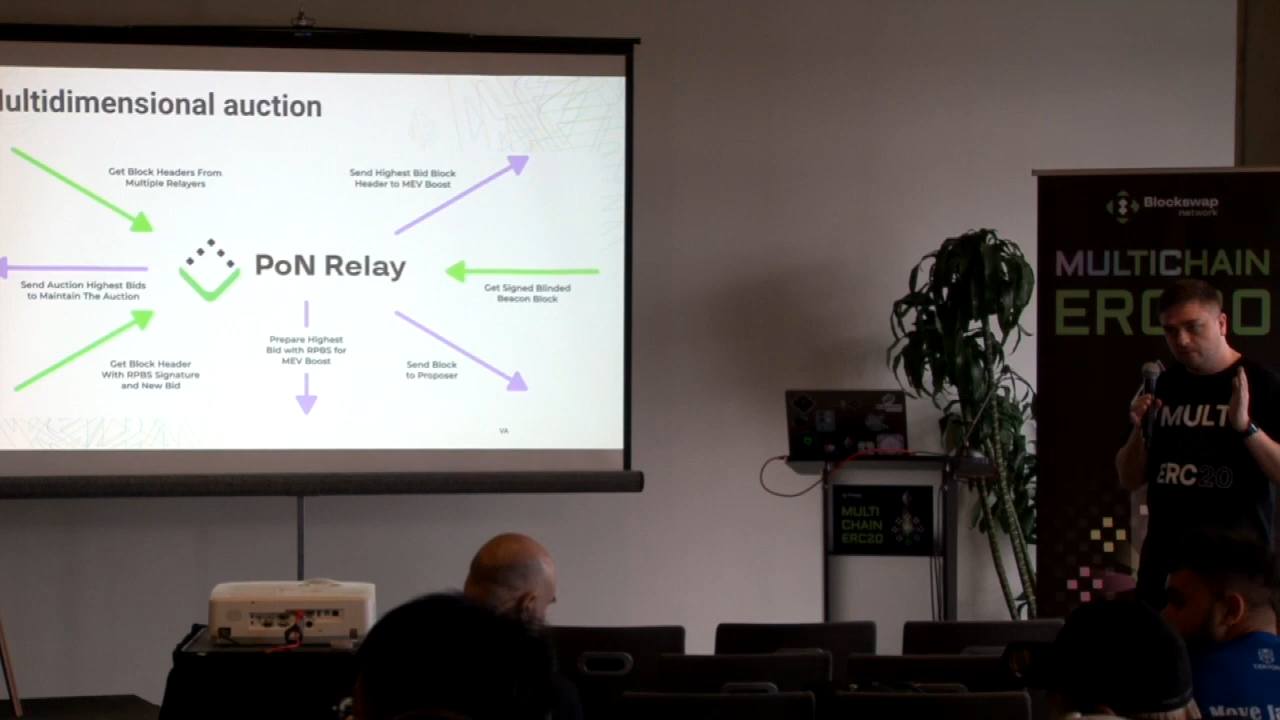 ultidimensional auction
Get Block Headers From
Multiple Relayers
Send Highest Bid Block
Header to MEV Boost
PoN Relay
Send Auction Highest Bids
to Maintain The Auction
Get Signed Blinded
Beacon Block
Prepare Highest
Bid with RPBS for
MEV Boost
Get Block Header
With RPBS Signature
and New Bid
Send Block
to Proposer
VA
Blockswap
network
MULTICHAIN
ERC20
MULTI
CHAIN
ERC20
MULT
ERC20